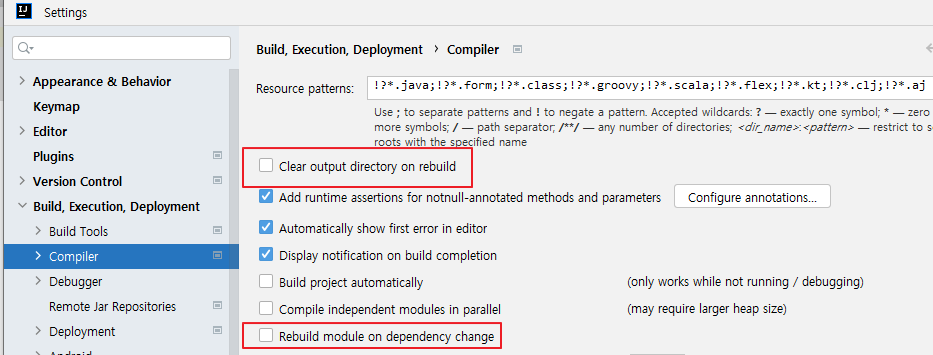 IJ Settings
Build, Execution, Deployment › Compiler
Appearance & Behavior
Resource patterns: !?*.java;!?*.form;!?*.class;!?*.groovy;!?*.scala;!?*.flex;!?*.kt;!?*.clj;!?*.aj
Keymap
Use ; to separate patterns and ! to negate a pattern. Accepted wildcards: ? — exactly one symbol; * — zero
more symbols; / — path separator; /**/ — any number of directories; <dir_name>:<pattern> — restrict to s
roots with the specified name
Editor
Plugins
Clear output directory on rebuild
Version Control
Add runtime assertions for notnull-annotated methods and parameters Configure annotations...
Build, Execution, Deployment
Automatically show first error in editor
Build Tools
Display notification on build completion
Compiler
Build project automatically (only works while not running / debugging)
Debugger
Compile independent modules in parallel (may require larger heap size)
Remote Jar Repositories
Rebuild module on dependency change
Deployment
Android